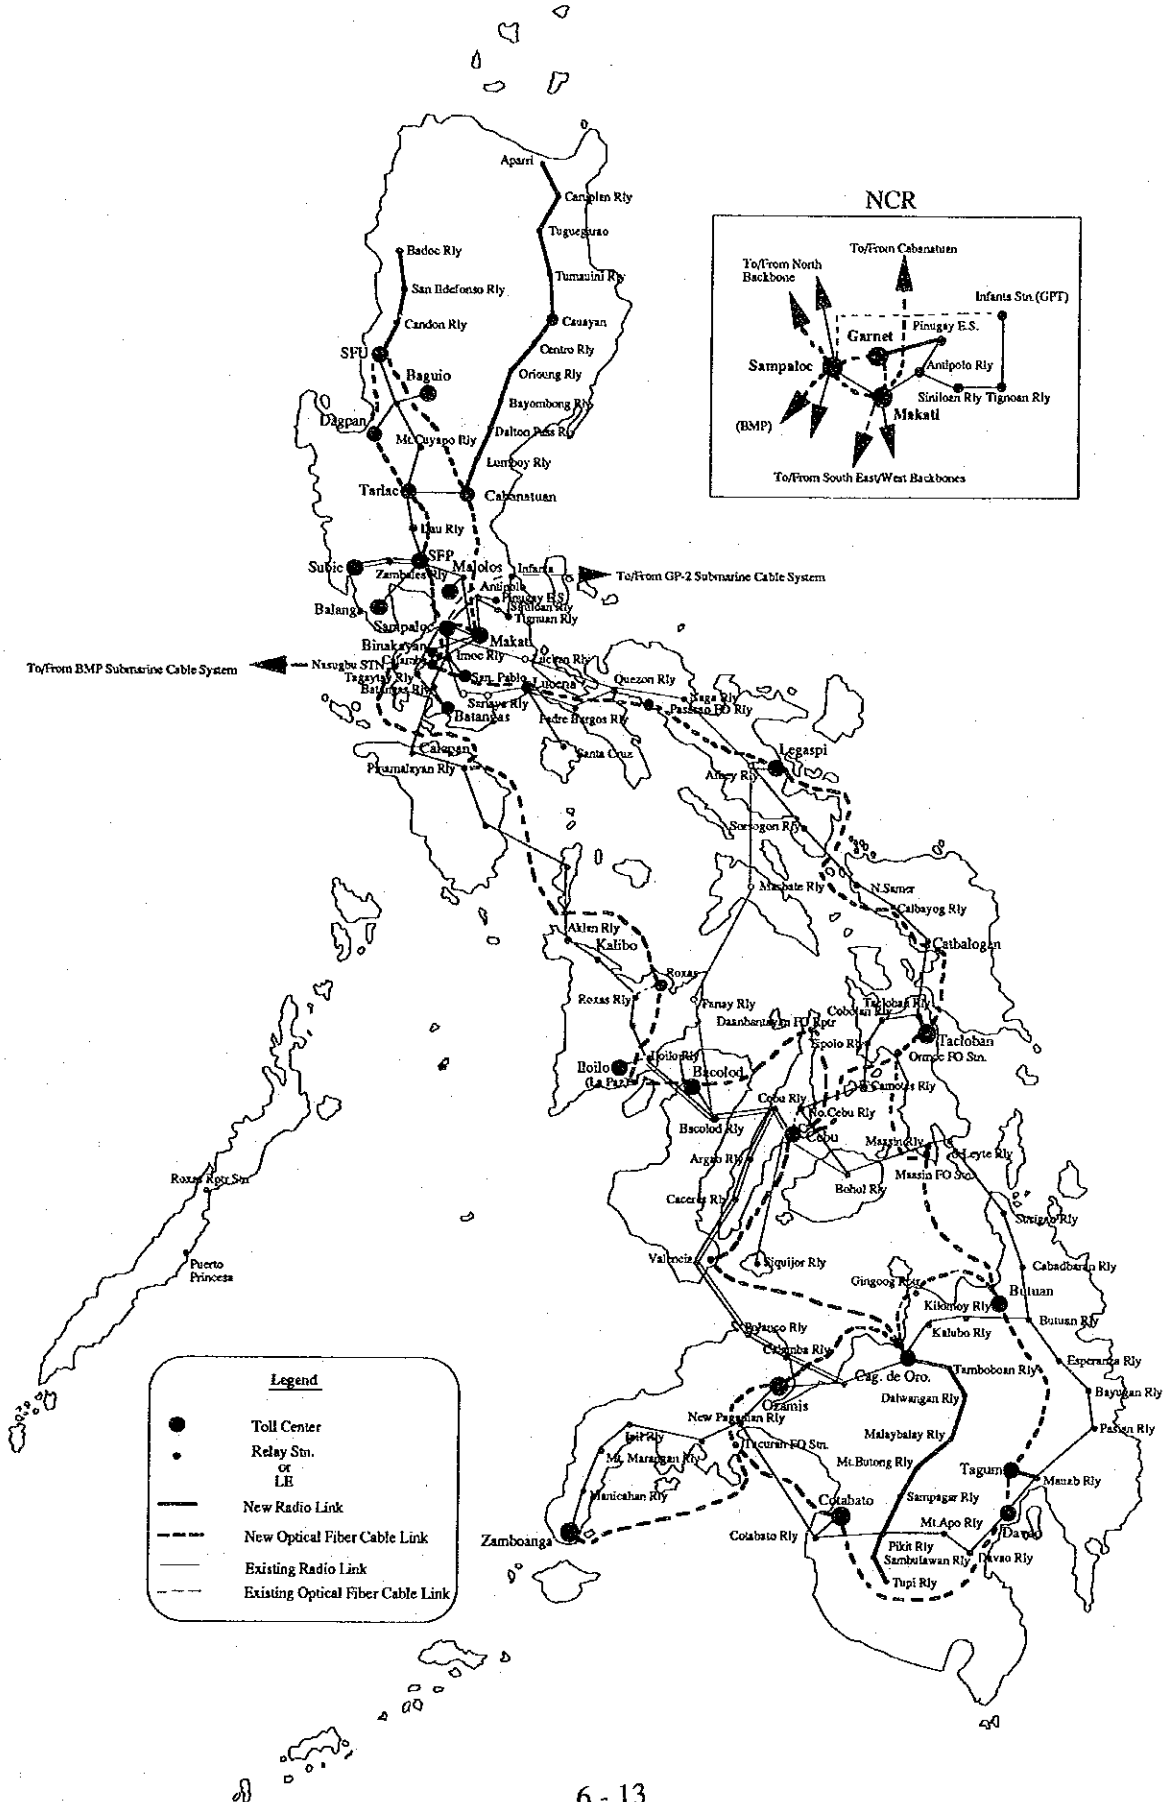 Aparri
Carupian Rly
Tuguegarao
NCR
Badoc Rly
Tumauini Rly
To/From Cabanatuan
To/From North
Backbone
San Ildefonso Rly
Infanta Stn.(GPT)
Candon Rly
Cauayan
Pinugay E.S.
Garnet
SFU
Centro Rly
Sampaloc
Antipolo Rly
Baguio
Orioung Rly
Siniloan Rly
Tignoan Rly
Bayombong Rly
Makati
Dagpan
(BMP)
Mt.Cuyapo Rly
Dalton Pass Rly
Lumboy Rly
To/From South East/West Backbones
Tarlac
Cabanatuan
Lau Rly
SFP
Subic
Zambales Rly
Malolos
Infanta
To/From GP-2 Submarine Cable System
Antipolo
Pinugay E.S.
Balanga
Siniloan Rly
Tignuan Rly
Sampaloc
Makati
Binakayan
Imoc Rly
Lucban Rly
To/From BMP Submarine Cable System
Nasugbu STN
Calamba
Tagaytay Rly
San. Pablo
Lucena
Quezon Rly
Batangas Rly
Sariaya Rly
Naga Rly
Pasacao FO Rly
Batangas
Padre Burgos Rly
Calapan
Santa Cruz
Legaspi
Pinamalayan Rly
Albay Rly
Sorsogon Rly
Masbate Rly
N.Samer
Calbayog Rly
Aklan Rly
Kalibo
Catbalogan
Roxas
Roxas Rly
Panay Rly
Tacloban Rly
Daanbantayan FO Rptr
Tacloban
Iloilo Rly
Ormoc FO Stn.
Iloilo
(La Paz)
Bacolod
Camotes Rly
Cebu Rly
No.Cebu Rly
Bacolod Rly
Cebu
Maasin Rly
Leyte Rly
Argao Rly
Maasin FO Stn.
Bohol Rly
Roxas Rptr Stn
Caceres Rly
Surigao Rly
Valencia
Siquijor Rly
Puerto
Princesa
Cabadbaran Rly
Gingoog Rptr
Butuan
Kilomoy Rly
Butuan Rly
Polanco Rly
Kalubo Rly
Calamba Rly
Esperanza Rly
Cag. de Oro.
Tamboboan Rly
Legend
Dalwangan Rly
Bayugan Rly
Ozamis
Toll Center
New Pagadian Rly
Pasian Rly
Ipil Rly
Tacuran FO Stn.
Malaybalay Rly
Relay Stn.
or
LE
Mt. Marangan Rly
Mt.Butong Rly
Tagum
Manab Rly
Manicahan Rly
Sampagar Rly
New Radio Link
Cotabato
Davao
New Optical Fiber Cable Link
Zamboanga
Cotabato Rly
Mt.Apo Rly
Pikit Rly
Davao Rly
Existing Radio Link
Sambulawan Rly
Existing Optical Fiber Cable Link
Tupi Rly
6 - 13